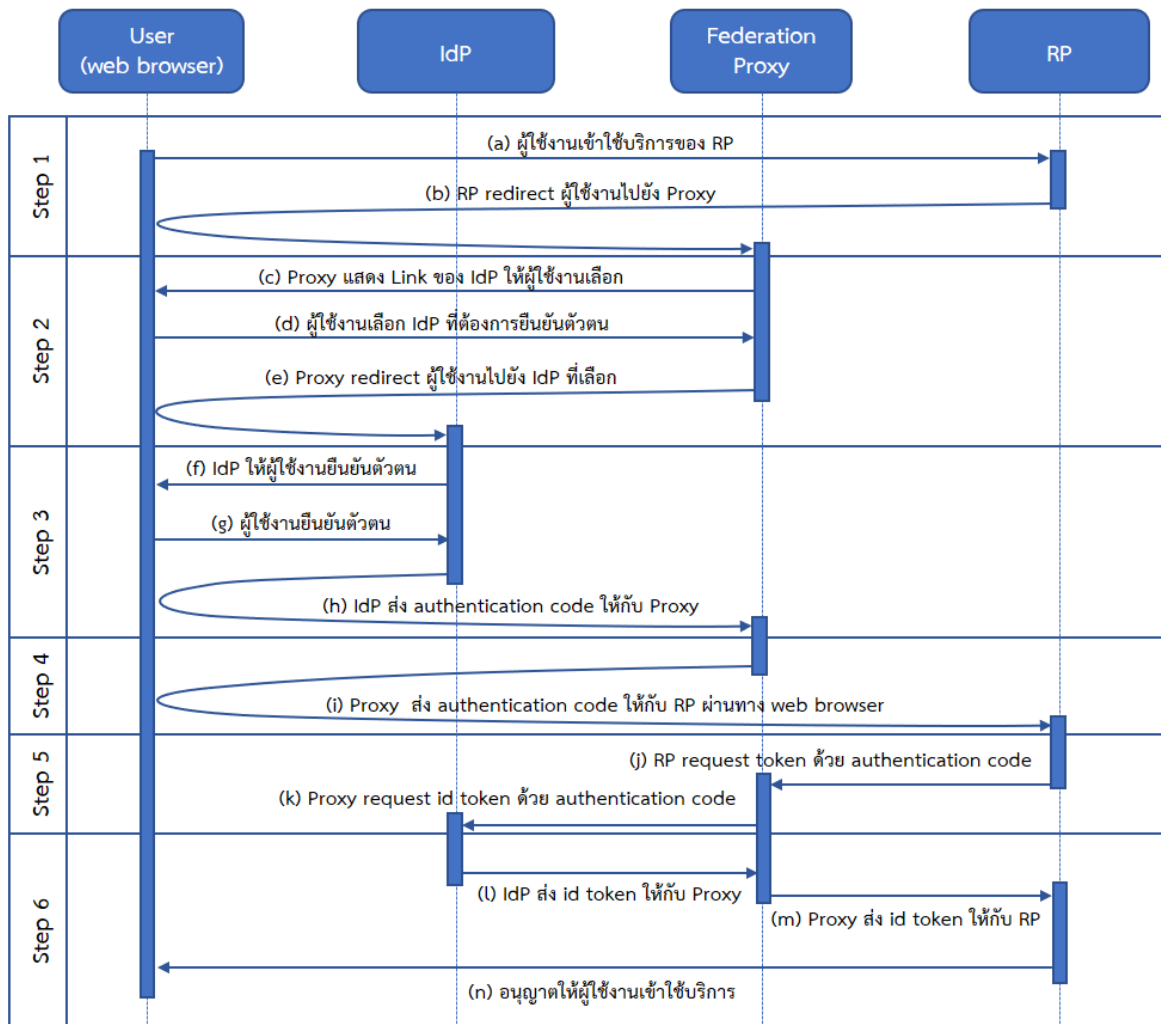 User
(web browser)
IdP
Federation
Proxy
RP
Step 1
(a) ผู้ใช้งานเข้าใช้บริการของ RP
(b) RP redirect ผู้ใช้งานไปยัง Proxy
Step 2
(c) Proxy แสดง Link ของ IdP ให้ผู้ใช้งานเลือก
(d) ผู้ใช้งานเลือก IdP ที่ต้องการยืนยันตัวตน
(e) Proxy redirect ผู้ใช้งานไปยัง IdP ที่เลือก
Step 3
(f) IdP ให้ผู้ใช้งานยืนยันตัวตน
(g) ผู้ใช้งานยืนยันตัวตน
(h) IdP ส่ง authentication code ให้กับ Proxy
Step 4
(i) Proxy ส่ง authentication code ให้กับ RP ผ่านทาง web browser
Step 5
(j) RP request token ด้วย authentication code
(k) Proxy request id token ด้วย authentication code
Step 6
(l) IdP ส่ง id token ให้กับ Proxy
(m) Proxy ส่ง id token ให้กับ RP
(n) อนุญาตให้ผู้ใช้งานเข้าใช้บริการ